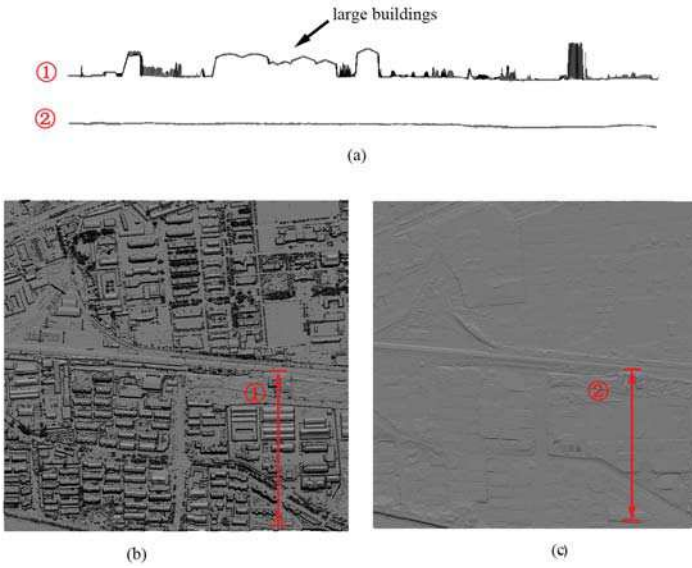 large buildings
①
②
(a)
①
②
(b)
(c)